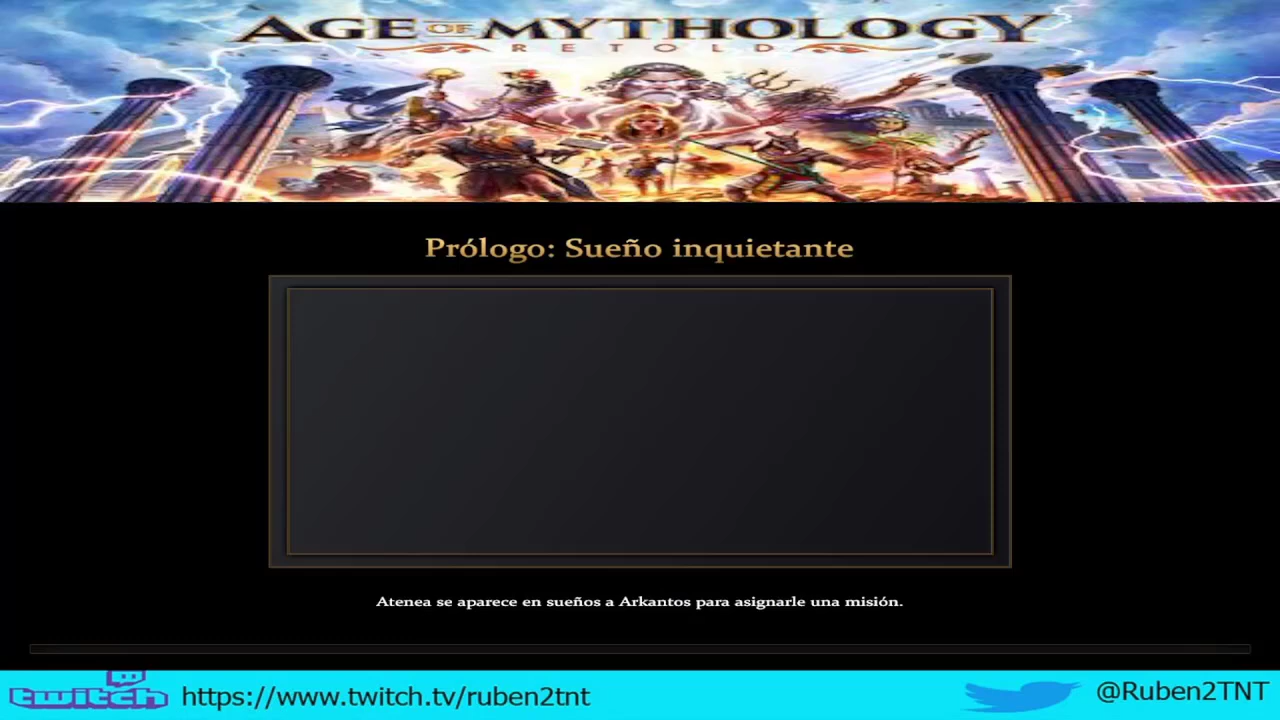 AGE OF MYTHOLOGY
RETOLD
Prólogo: Sueño inquietante
Atenea se aparece en sueños a Arkantos para asignarle una misión.
twitch https://www.twitch.tv/ruben2tnt
@Ruben2TNT